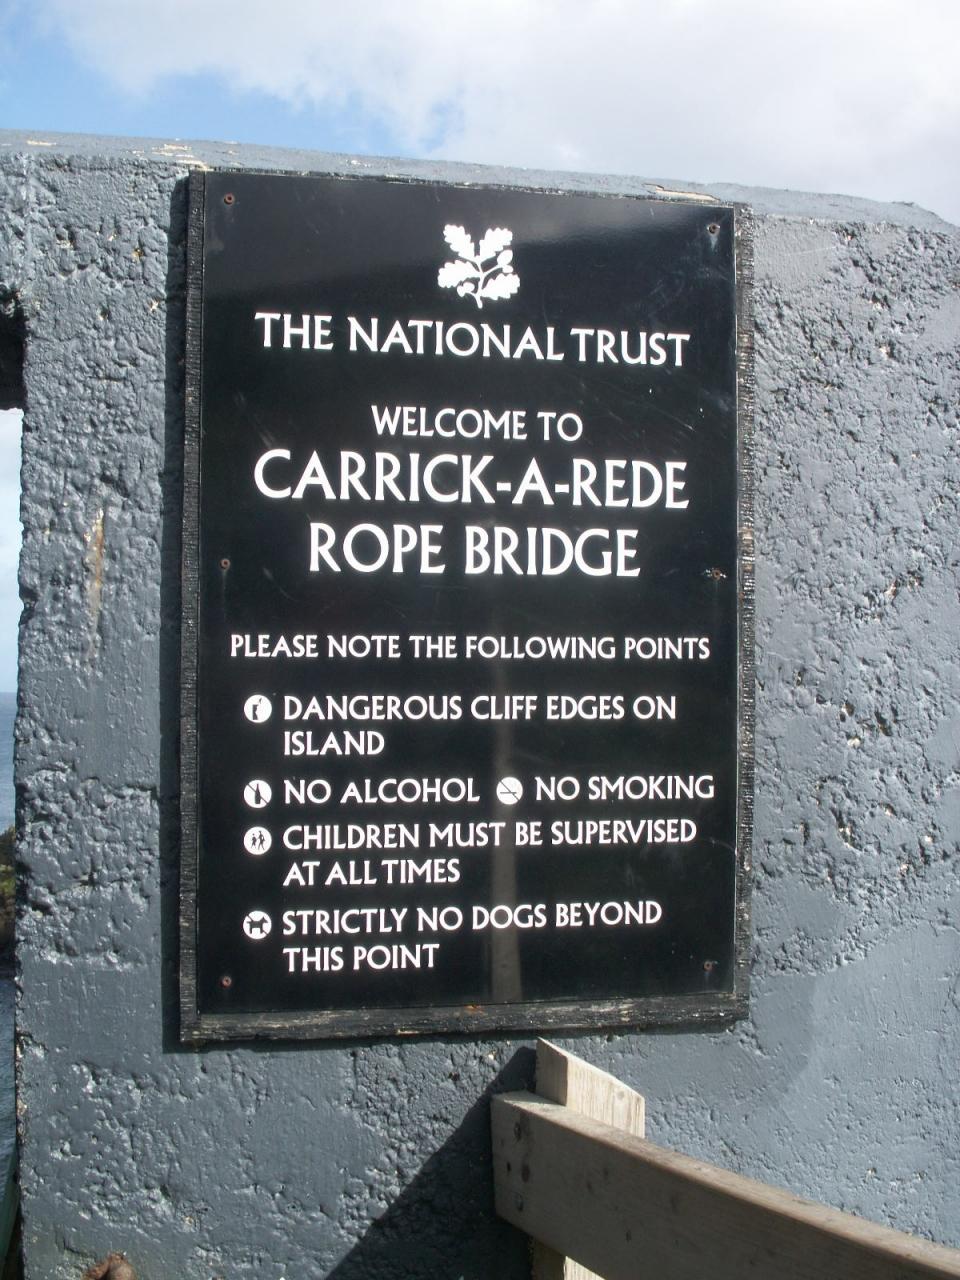 THE NATIONAL TRUST
WELCOME TO
CARRICK-A-REDE
ROPE BRIDGE
PLEASE NOTE THE FOLLOWING POINTS
DANGEROUS CLIFF EDGES ON
ISLAND
NO ALCOHOL NO SMOKING
CHILDREN MUST BE SUPERVISED
AT ALL TIMES
STRICTLY NO DOGS BEYOND
THIS POINT